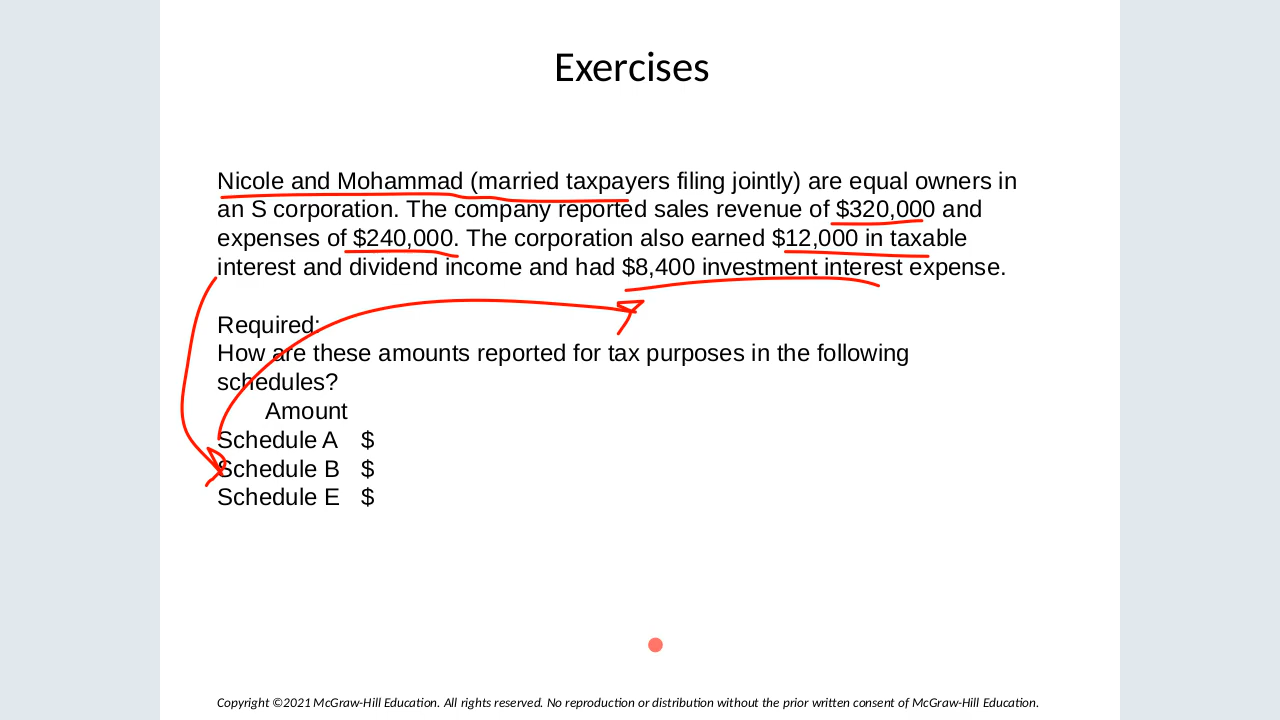 Exercises
Nicole and Mohammad (married taxpayers filing jointly) are equal owners in
an S corporation. The company reported sales revenue of $320,000 and
expenses of $240,000. The corporation also earned $12,000 in taxable
interest and dividend income and had $8,400 investment interest expense.
Required:
How are these amounts reported for tax purposes in the following
schedules?
Amount
Schedule A $
Schedule B $
Schedule E $
Copyright ©2021 McGraw-Hill Education. All rights reserved. No reproduction or distribution without the prior written consent of McGraw-Hill Education.